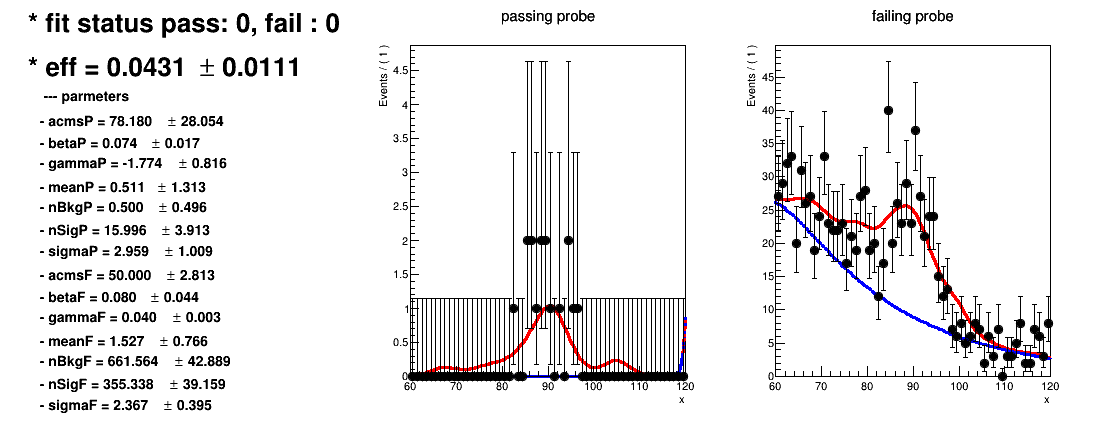 * fit status pass: 0, fail : 0
* eff = 0.0431 ± 0.0111
--- parmeters
- acmsP = 78.180 ± 28.054
- betaP = 0.074 ± 0.017
- gammaP = -1.774 ± 0.816
- meanP = 0.511 ± 1.313
- nBkgP = 0.500 ± 0.496
- nSigP = 15.996 ± 3.913
- sigmaP = 2.959 ± 1.009
- acmsF = 50.000 ± 2.813
- betaF = 0.080 ± 0.044
- gammaF = 0.040 ± 0.003
- meanF = 1.527 ± 0.766
- nBkgF = 661.564 ± 42.889
- nSigF = 355.338 ± 39.159
- sigmaF = 2.367 ± 0.395
passing probe
Events / ( 1 )
4.5
4
3.5
3
2.5
2
1.5
1
0.5
0
60 70 80 90 100 110 120
x
failing probe
Events / ( 1 )
45
40
35
30
25
20
15
10
5
0
60 70 80 90 100 110 120
x